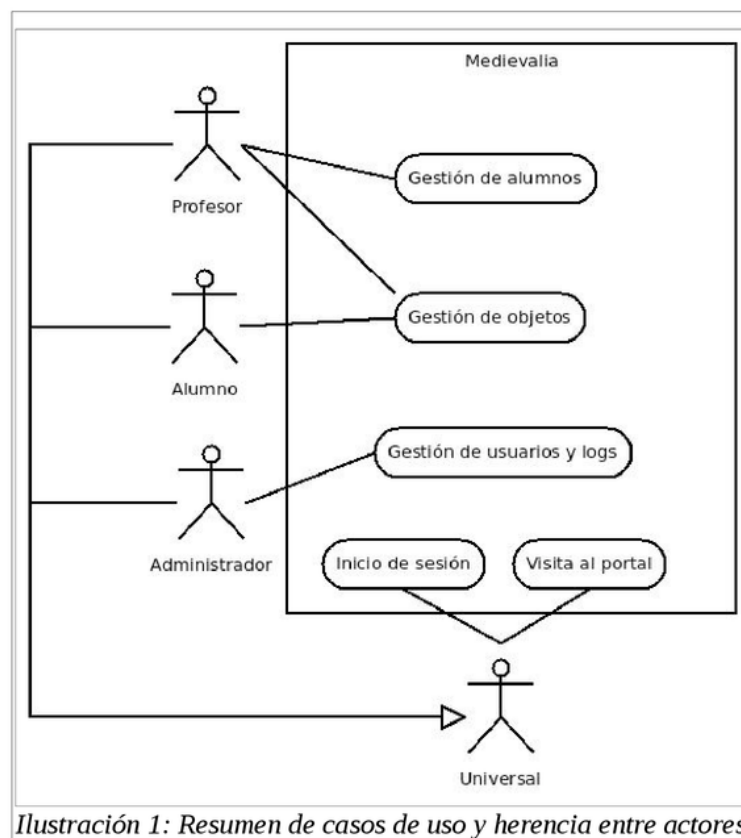 Medievalia
Profesor
Gestión de alumnos
Gestión de objetos
Alumno
Gestión de usuarios y logs
Administrador
Inicio de sesión
Visita al portal
Universal
Ilustración 1: Resumen de casos de uso y herencia entre actores